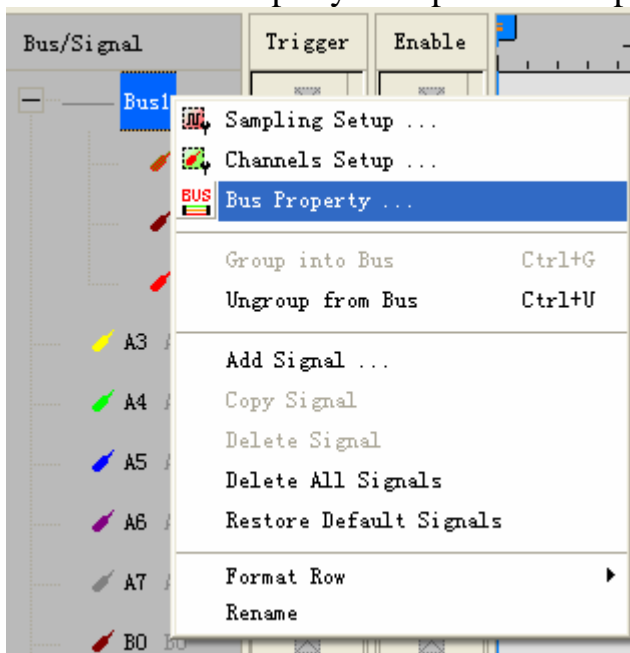 Bus/Signal Trigger Enable
Bus1
Sampling Setup ...
Channels Setup ...
BUS Bus Property ...
Group into Bus Ctrl+G
Ungroup from Bus Ctrl+U
A3
Add Signal ...
A4
Copy Signal
Delete Signal
A5
Delete All Signals
A6
Restore Default Signals
A7
Format Row
Rename
B0 B0